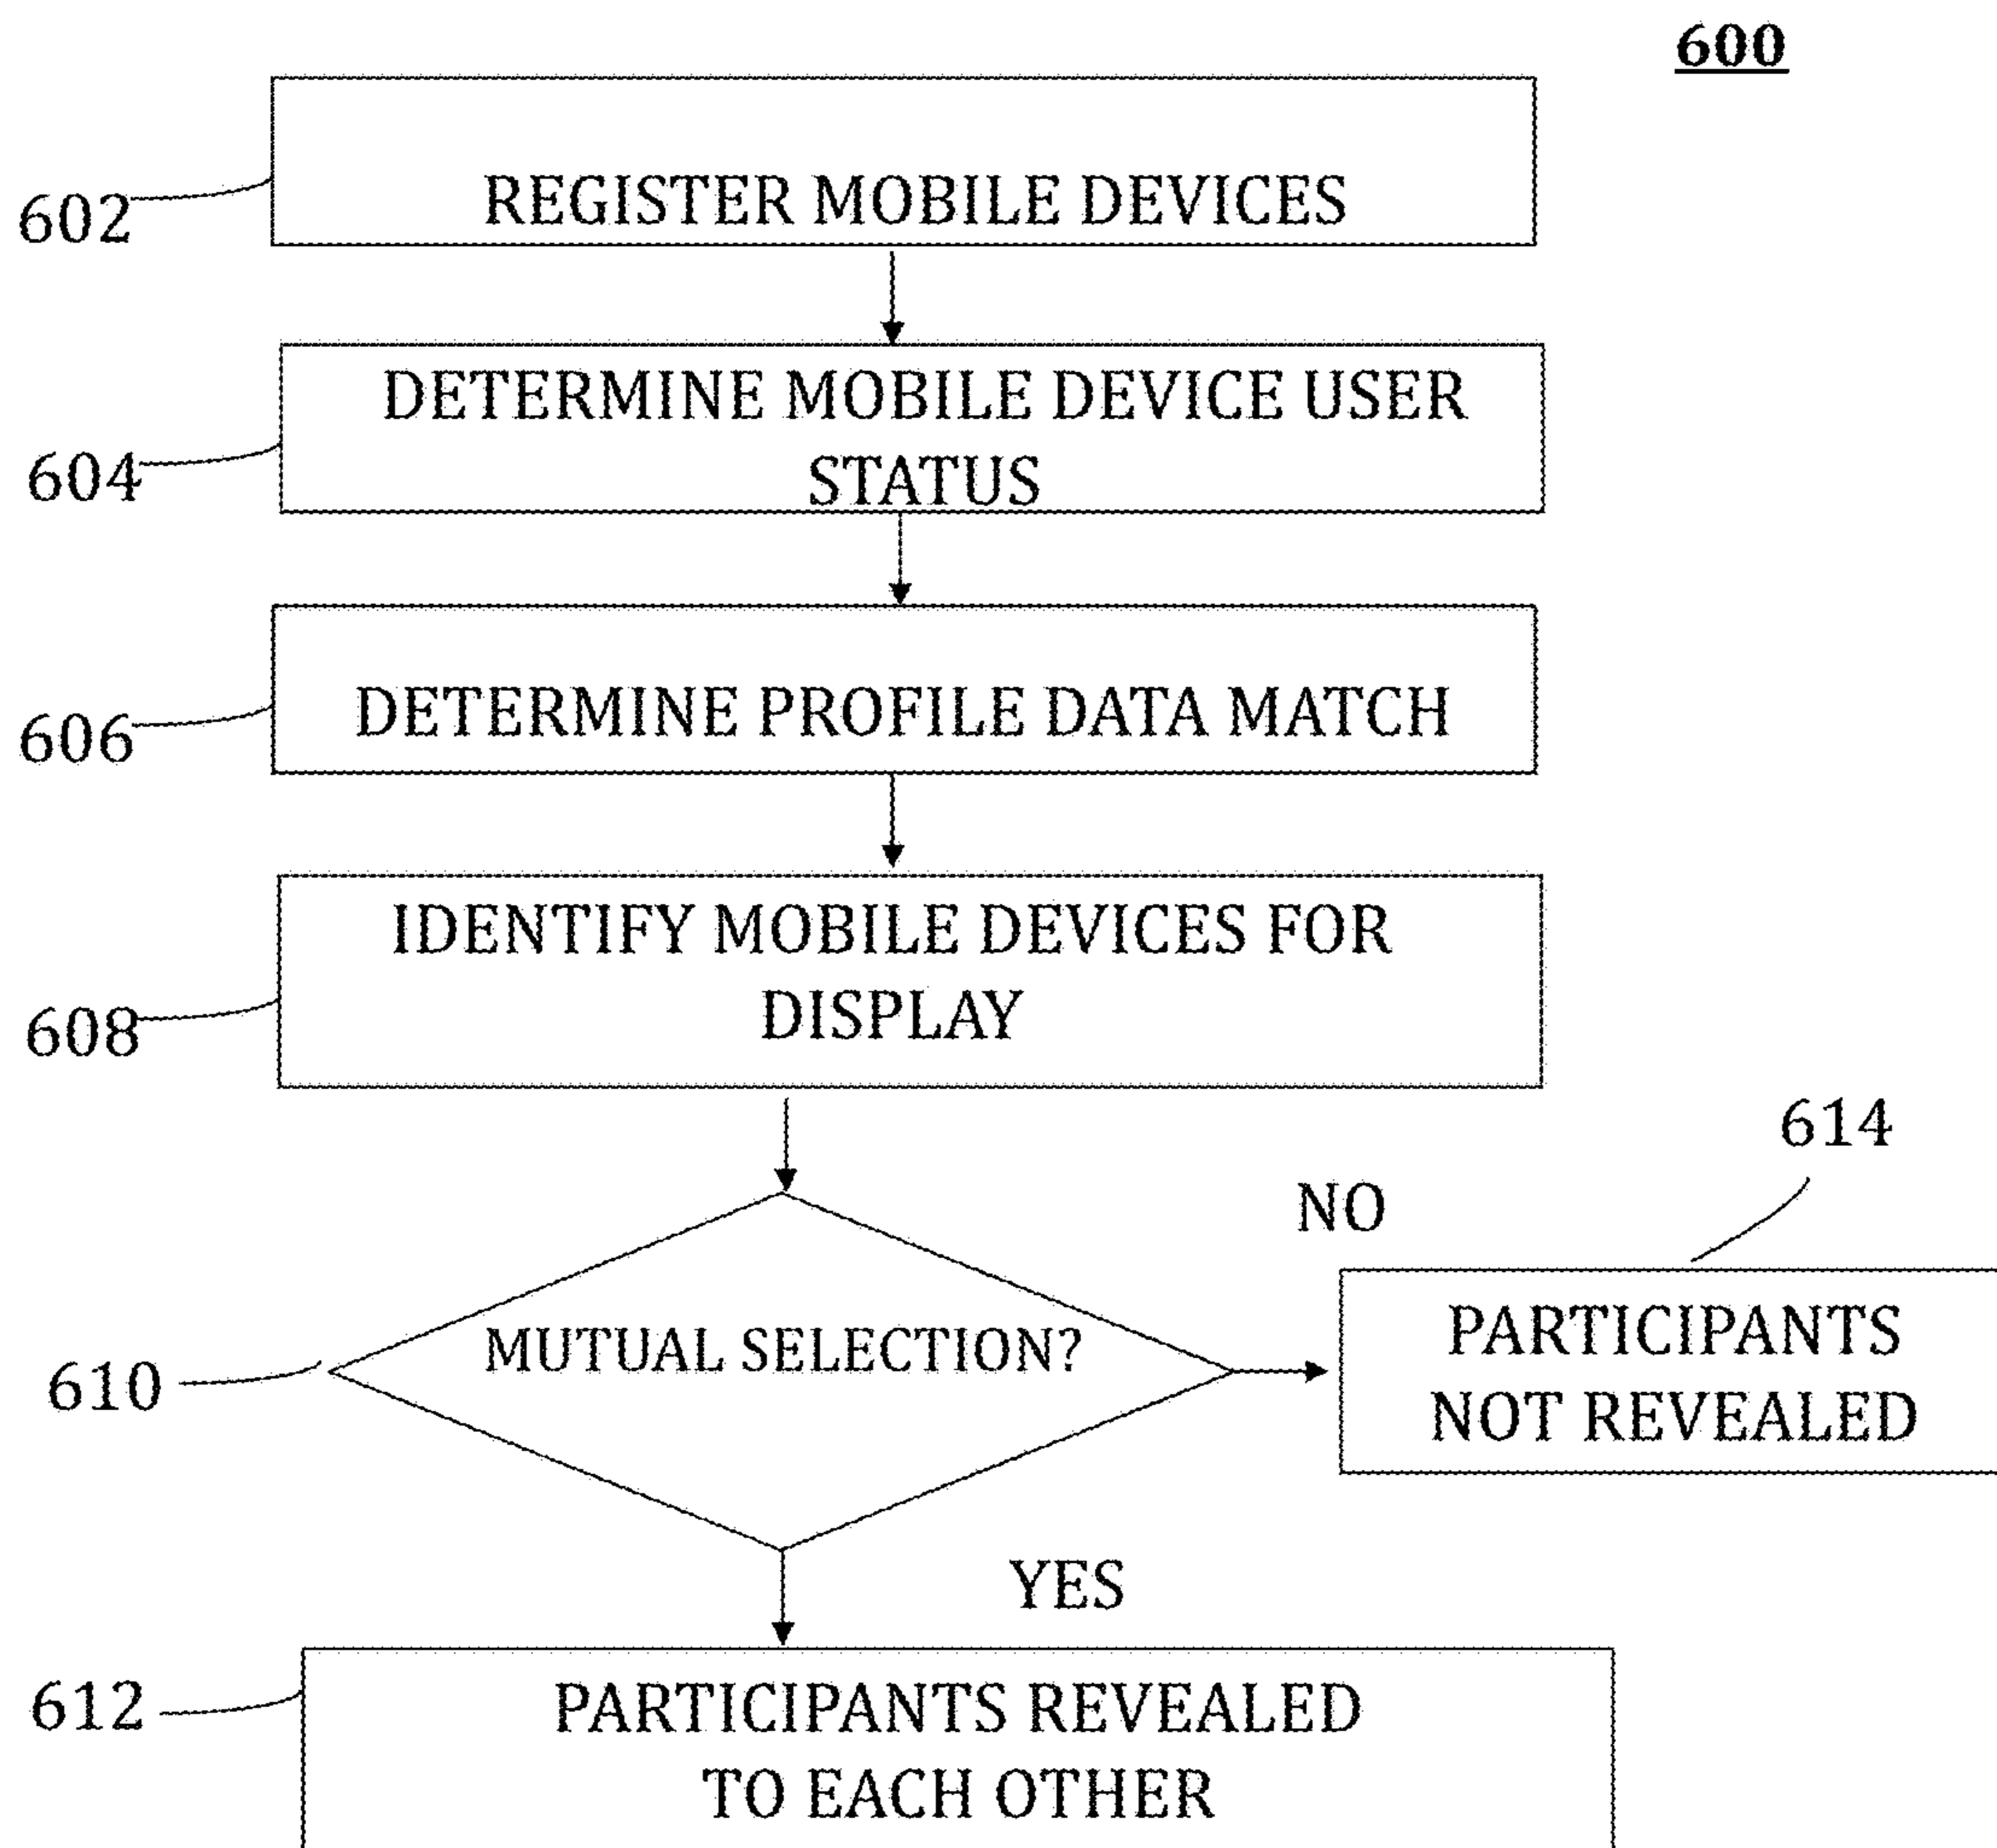 600
REGISTER MOBILE DEVICES
602
DETERMINE MOBILE DEVICE USER
STATUS
604
DETERMINE PROFILE DATA MATCH
606
IDENTIFY MOBILE DEVICES FOR
DISPLAY
608
614
NO
MUTUAL SELECTION?
610
PARTICIPANTS
NOT REVEALED
YES
612
PARTICIPANTS REVEALED
TO EACH OTHER